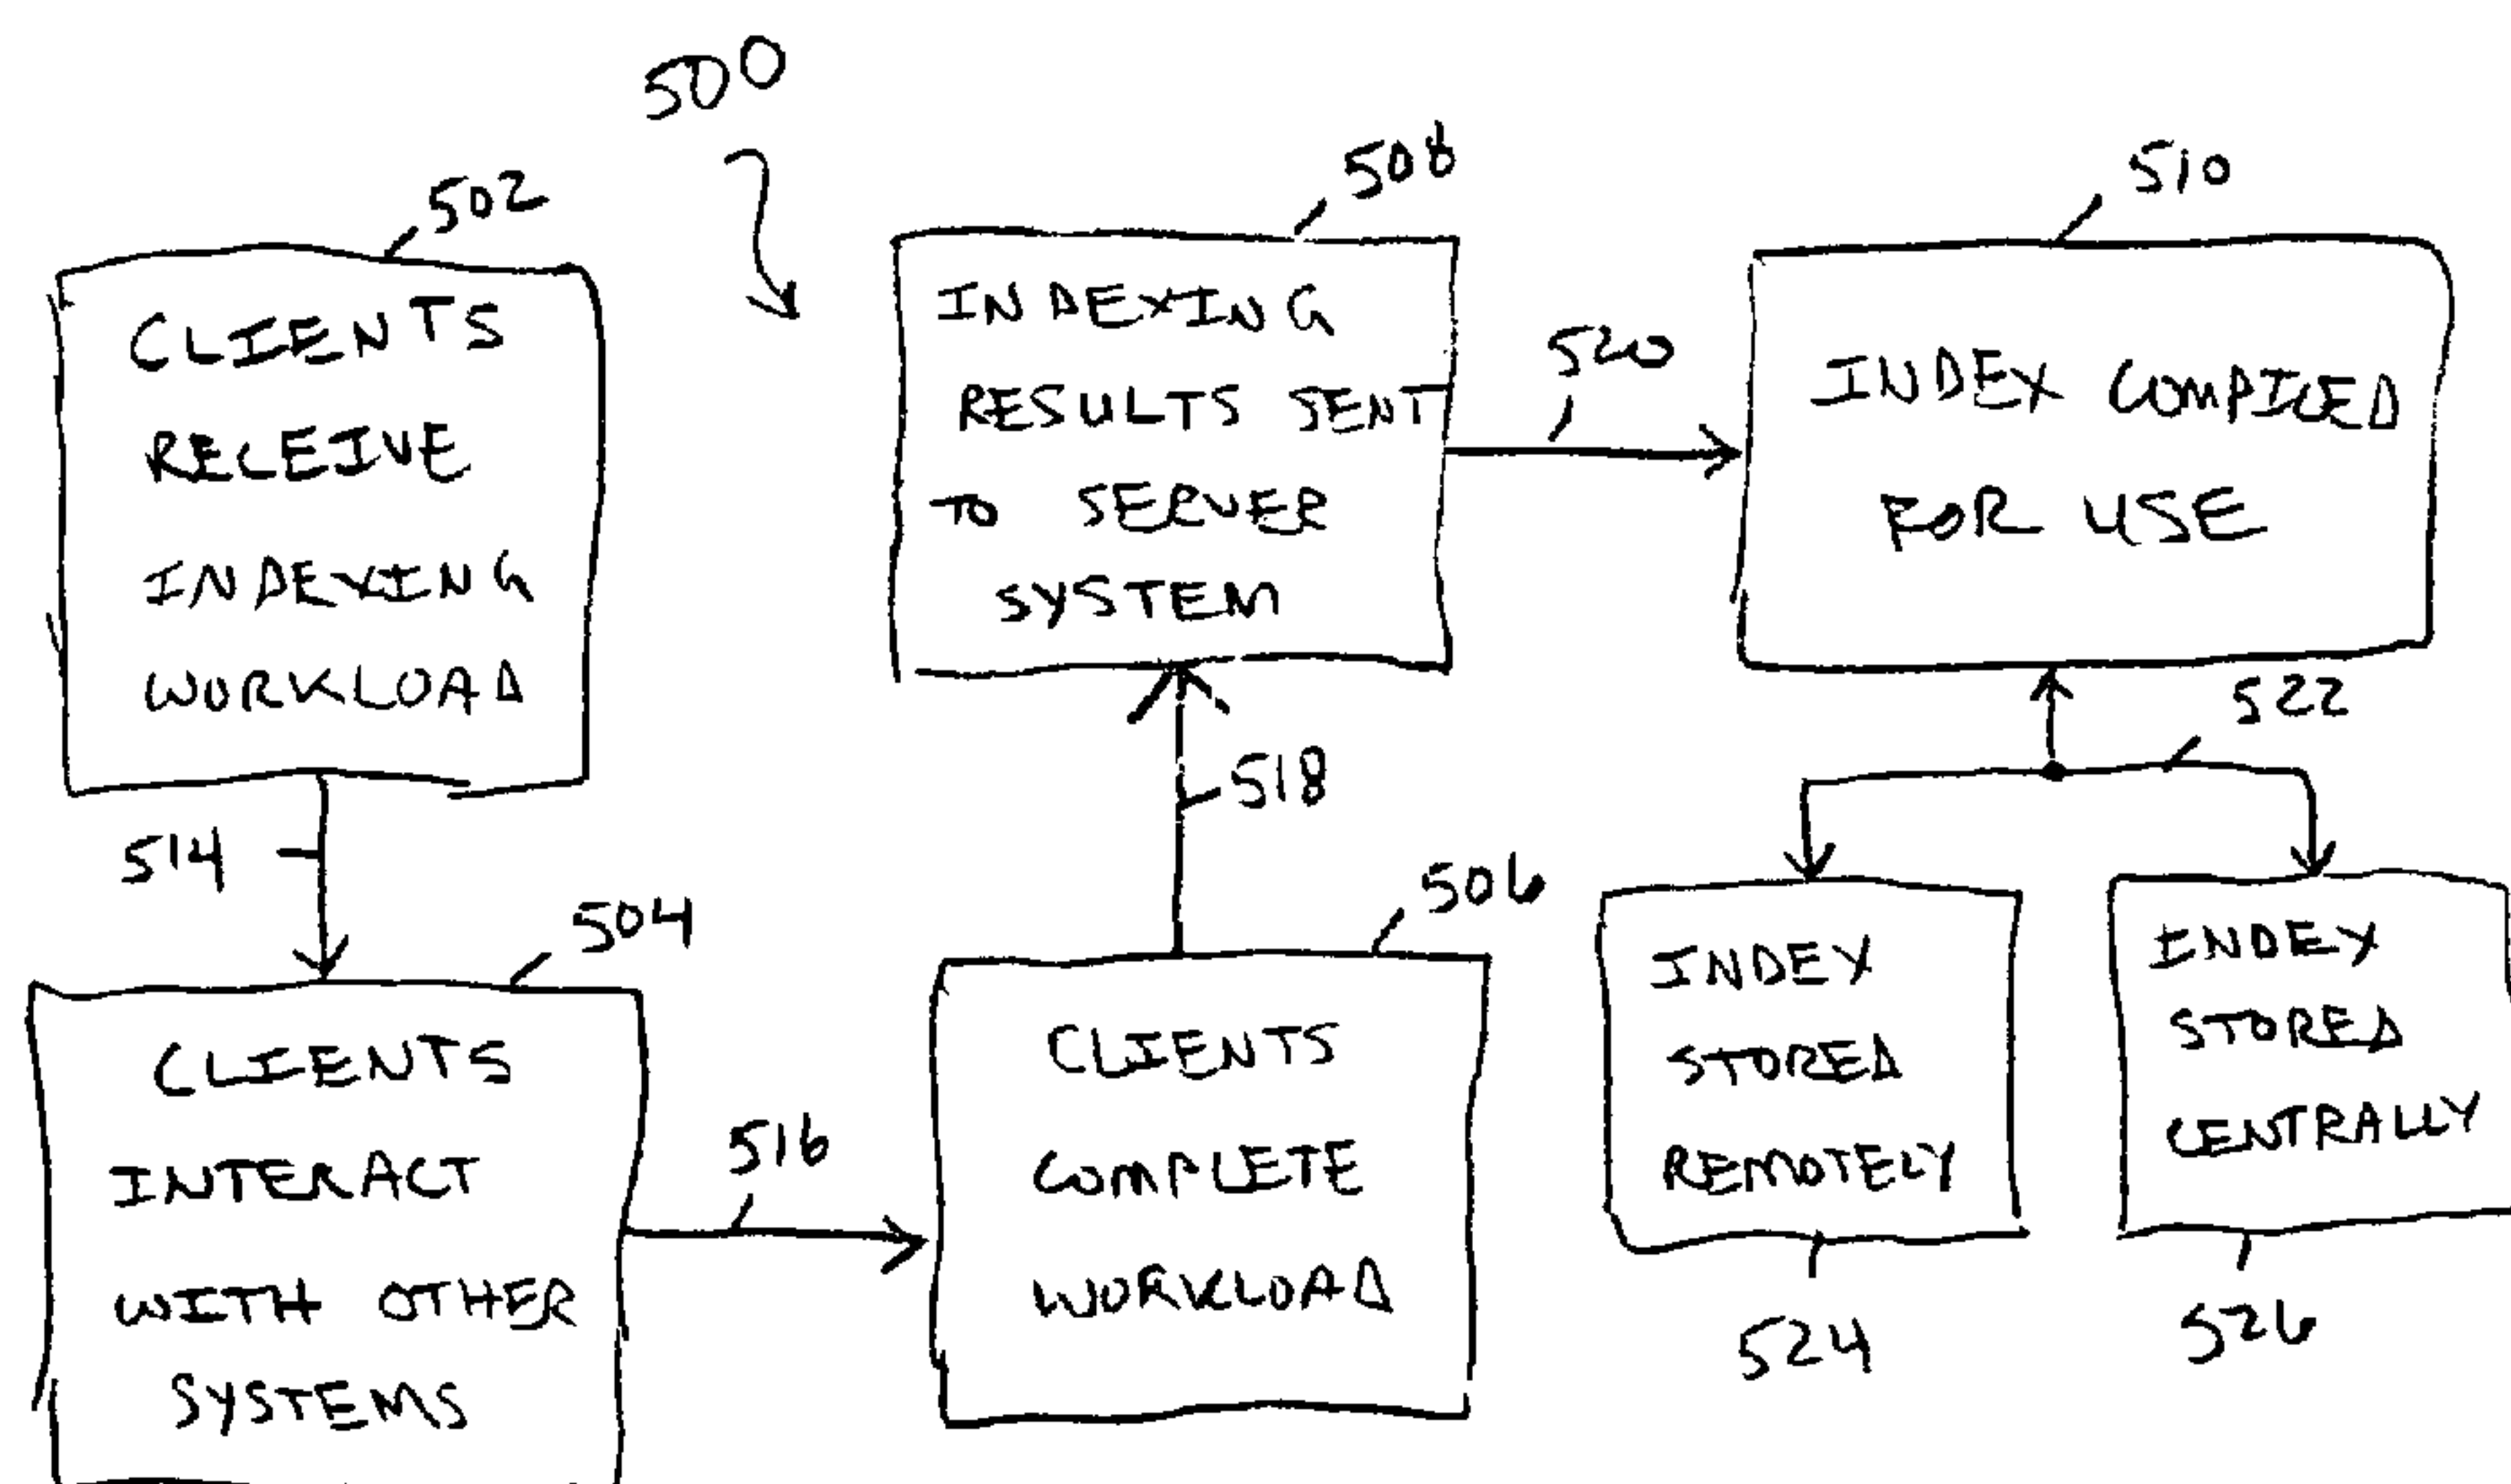 500
502
CLIENTS
RECEIVE
INDEXING
WORKLOAD
514
504
CLIENTS
INTERACT
WITH OTHER
SYSTEMS
516
506
CLIENTS
COMPLETE
WORKLOAD
518
508
INDEXING
RESULTS SENT
TO SERVER
SYSTEM
520
510
INDEX COMPILED
FOR USE
522
INDEX
STORED
REMOTELY
524
INDEX
STORED
CENTRALLY
526